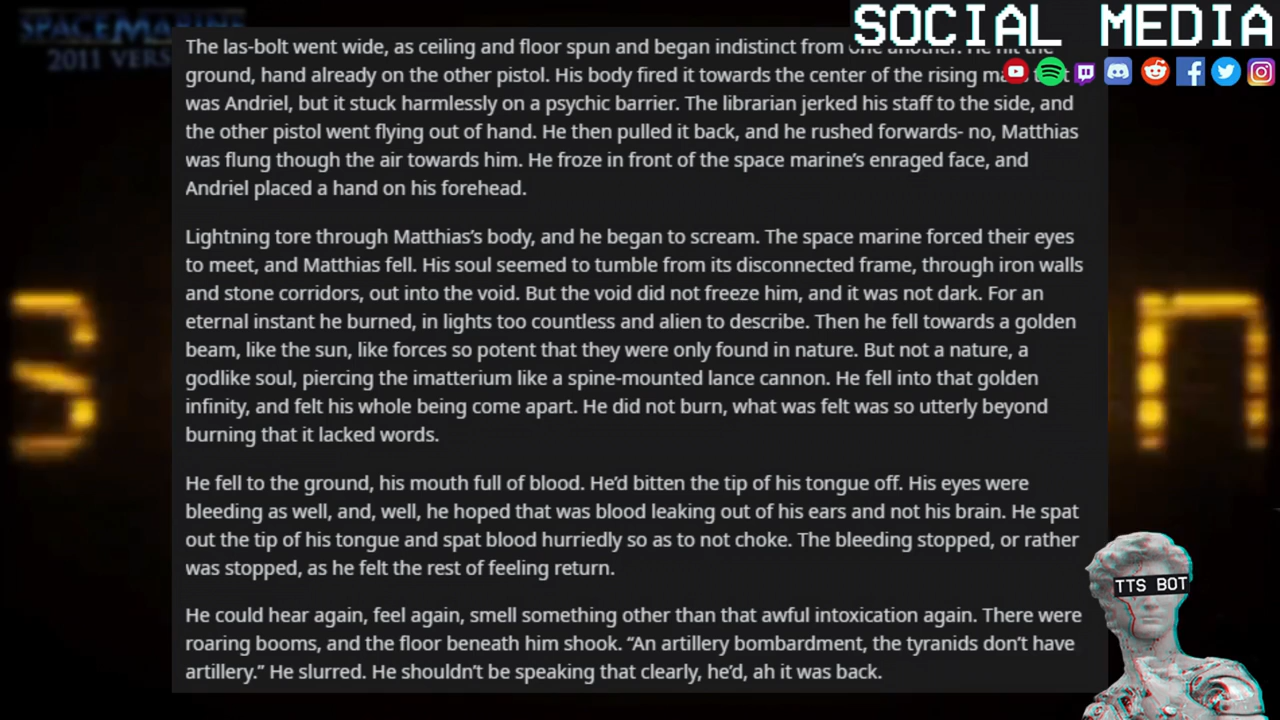 SPACE MARINE
2011 VERS
SOCIAL MEDIA
The las-bolt went wide, as ceiling and floor spun and began indistinct from one another. He hit the
ground, hand already on the other pistol. His body fired it towards the center of the rising
was Andriel, but it stuck harmlessly on a psychic barrier. The librarian jerked his staff to the side, and
the other pistol went flying out of hand. He then pulled it back, and he rushed forwards- no, Matthias
was flung though the air towards him. He froze in front of the space marine's enraged face, and
Andriel placed a hand on his forehead.
Lightning tore through Matthias's body, and he began to scream. The space marine forced their eyes
to meet, and Matthias fell. His soul seemed to tumble from its disconnected frame, through iron walls
and stone corridors, out into the void. But the void did not freeze him, and it was not dark. For an
eternal instant he burned, in lights too countless and alien to describe. Then he fell towards a golden
beam, like the sun, like forces so potent that they were only found in nature. But not a nature, a
godlike soul, piercing the imatterium like a spine-mounted lance cannon. He fell into that golden
infinity, and felt his whole being come apart. He did not burn, what was felt was so utterly beyond
burning that it lacked words.
He fell to the ground, his mouth full of blood. He'd bitten the tip of his tongue off. His eyes were
bleeding as well, and, well, he hoped that was blood leaking out of his ears and not his brain. He spat
out the tip of his tongue and spat blood hurriedly so as to not choke. The bleeding stopped, or rather
was stopped, as he felt the rest of feeling return.
He could hear again, feel again, smell something other than that awful intoxication again. There were
roaring booms, and the floor beneath him shook. “An artillery bombardment, the tyranids don't have
artillery.” He slurred. He shouldn't be speaking that clearly, he'd, ah it was back.
TTS BOT